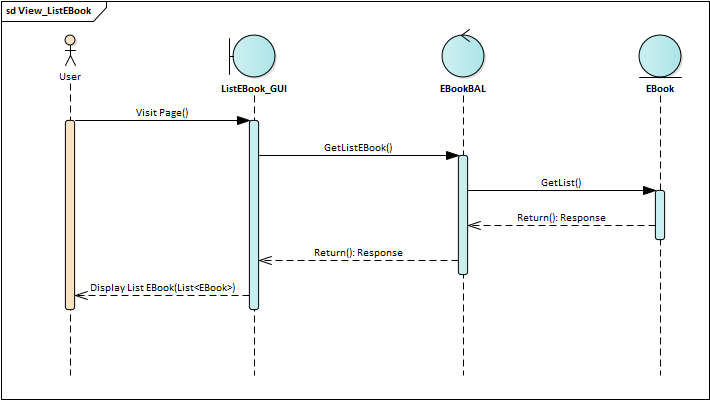 sd View_ListEBook
User
ListEBook_GUI
EBookBAL
EBook
Visit Page()
GetListEBook()
GetList()
Return(): Response
Return(): Response
Display List EBook(List<EBook>)